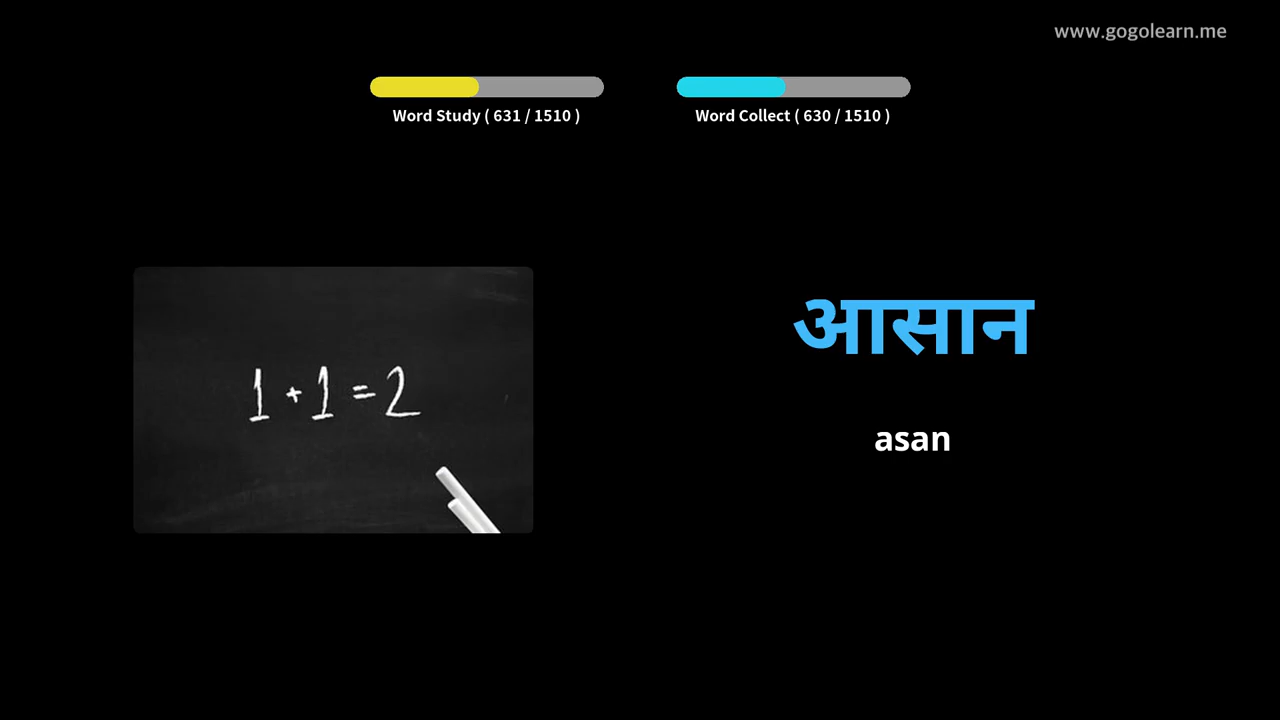 www.gogolearn.me
Word Study ( 631 / 1510 )
Word Collect ( 630 / 1510 )
1 + 1 = 2
आसान
asan